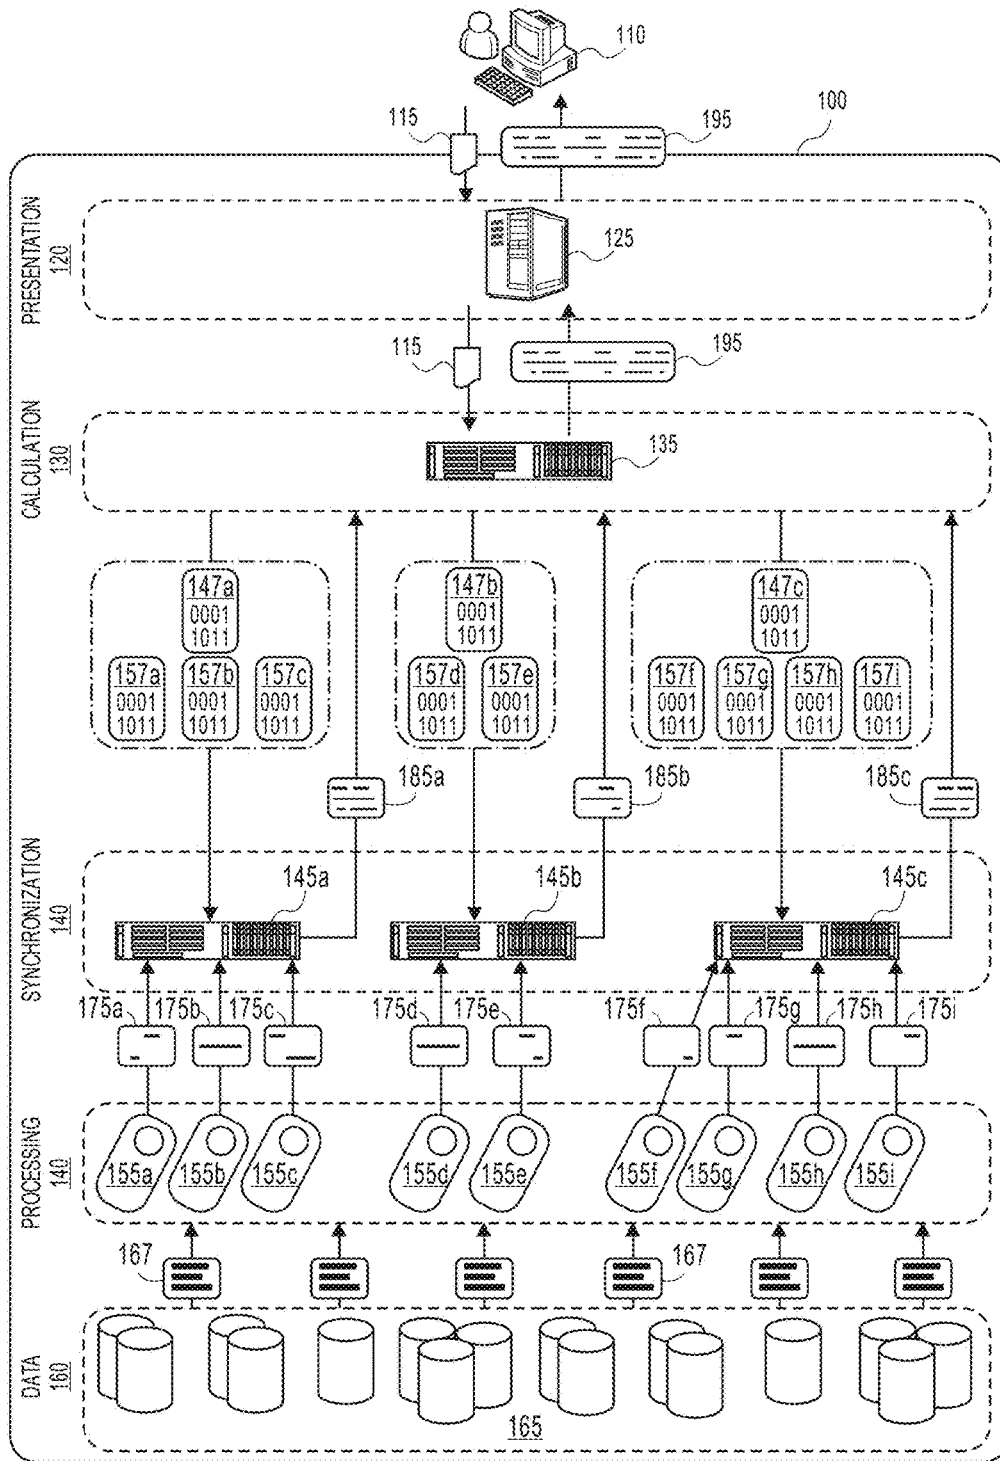 110
115
195
100
PRESENTATION
120
125
115
195
CALCULATION
130
135
147a
0001
1011
147b
0001
1011
147c
0001
1011
157a
0001
1011
157b
0001
1011
157c
0001
1011
157d
0001
1011
157e
0001
1011
157f
0001
1011
157g
0001
1011
157h
0001
1011
157i
0001
1011
185a
185b
185c
SYNCHRONIZATION
140
145a
145b
145c
175a
175b
175c
175d
175e
175f
175g
175h
175i
PROCESSING
140
155a
155b
155c
155d
155e
155f
155g
155h
155i
167
167
DATA
160
165